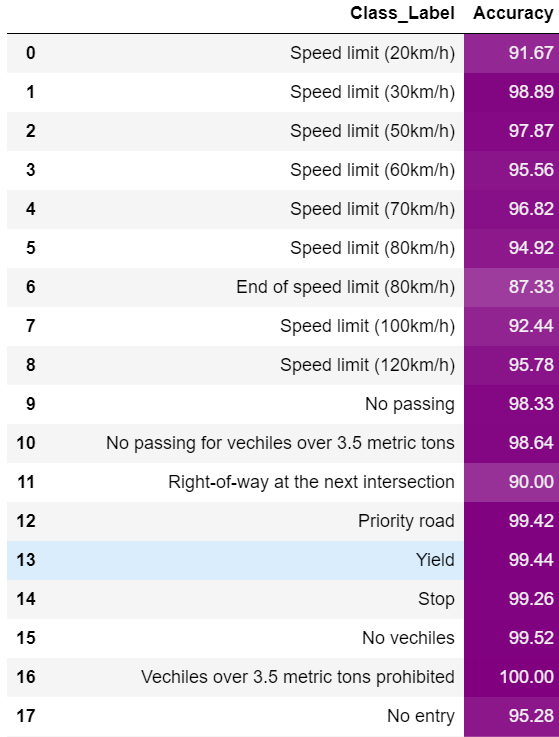 Class_Label Accuracy
0 Speed limit (20km/h) 91.67
1 Speed limit (30km/h) 98.89
2 Speed limit (50km/h) 97.87
3 Speed limit (60km/h) 95.56
4 Speed limit (70km/h) 96.82
5 Speed limit (80km/h) 94.92
6 End of speed limit (80km/h) 87.33
7 Speed limit (100km/h) 92.44
8 Speed limit (120km/h) 95.78
9 No passing 98.33
10 No passing for vechiles over 3.5 metric tons 98.64
11 Right-of-way at the next intersection 90.00
12 Priority road 99.42
13 Yield 99.44
14 Stop 99.26
15 No vechiles 99.52
16 Vechiles over 3.5 metric tons prohibited 100.00
17 No entry 95.28